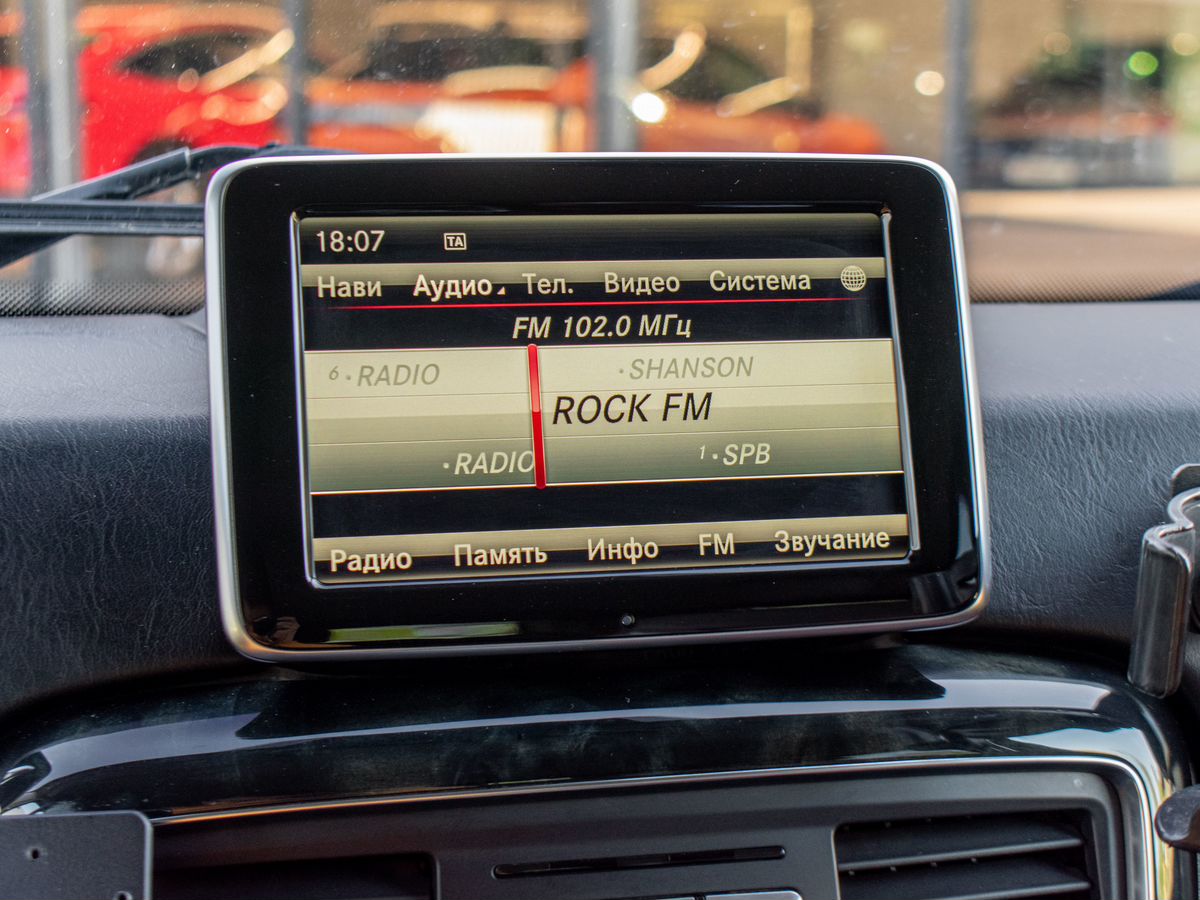 18:07 TA
Нави Аудио Тел. Видео Система
FM 102.0 МГц
6 • RADIO • SHANSON
ROCK FM
• RADIO 1 • SPB
Радио Память Инфо FM Звучание